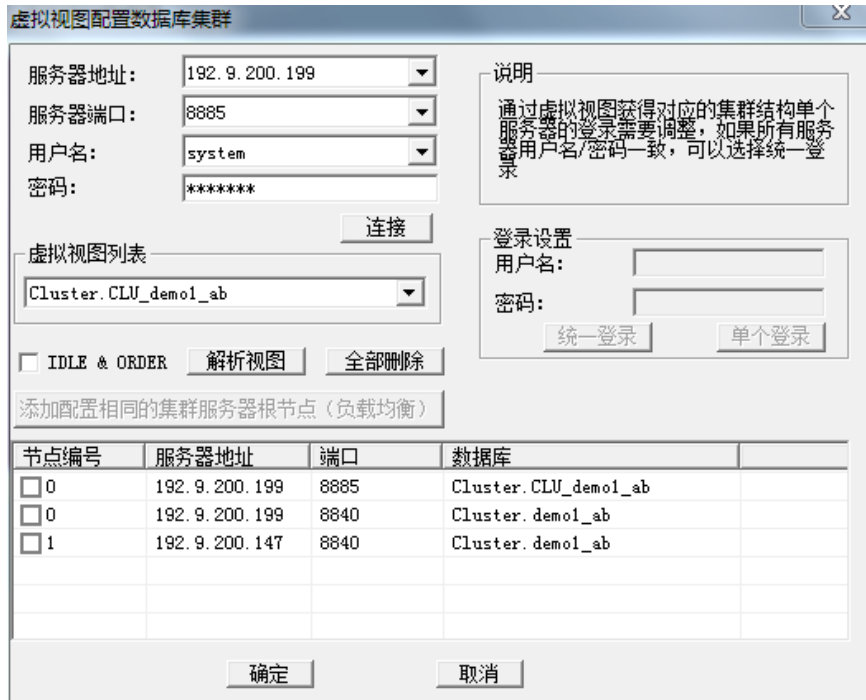 虚拟视图配置数据库集群
服务器地址: 192.9.200.199
服务器端口: 8885
用户名: system
密码: *******
连接
虚拟视图列表
Cluster.CLU_demo1_ab
IDLE & ORDER 解析视图 全部删除
添加配置相同的集群服务器根节点（负载均衡）
说明
通过虚拟视图获得对应的集群结构单个
服务器的登录需要调整，如果所有服务
器用户名/密码一致，可以选择统一登
录
登录设置
用户名:
密码:
统一登录 单个登录
节点编号 服务器地址 端口 数据库
0 192.9.200.199 8885 Cluster.CLU_demo1_ab
0 192.9.200.199 8840 Cluster.demo1_ab
1 192.9.200.147 8840 Cluster.demo1_ab
确定 取消